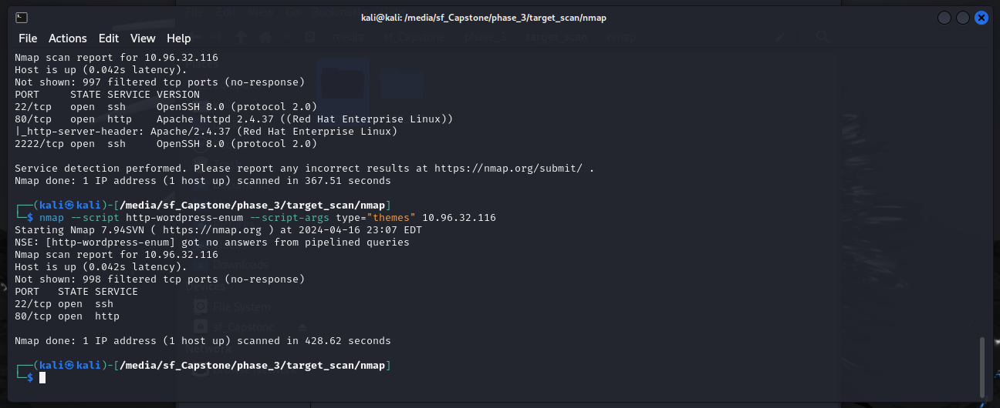 kali@kali: /media/sf_Capstone/phase_3/target_scan/nmap
File Actions Edit View Help
Nmap scan report for 10.96.32.116
Host is up (0.042s latency).
Not shown: 997 filtered tcp ports (no-response)
PORT     STATE SERVICE VERSION
22/tcp   open  ssh     OpenSSH 8.0 (protocol 2.0)
80/tcp   open  http    Apache httpd 2.4.37 ((Red Hat Enterprise Linux))
|_http-server-header: Apache/2.4.37 (Red Hat Enterprise Linux)
2222/tcp open  ssh     OpenSSH 8.0 (protocol 2.0)
Service detection performed. Please report any incorrect results at https://nmap.org/submit/ .
Nmap done: 1 IP address (1 host up) scanned in 367.51 seconds
┌──(kali㉿kali)-[/media/sf_Capstone/phase_3/target_scan/nmap]
└─$ nmap --script http-wordpress-enum --script-args type="themes" 10.96.32.116
Starting Nmap 7.94SVN ( https://nmap.org ) at 2024-04-16 23:07 EDT
NSE: [http-wordpress-enum] got no answers from pipelined queries
Nmap scan report for 10.96.32.116
Host is up (0.042s latency).
Not shown: 998 filtered tcp ports (no-response)
PORT   STATE SERVICE
22/tcp open  ssh
80/tcp open  http
Nmap done: 1 IP address (1 host up) scanned in 428.62 seconds
┌──(kali㉿kali)-[/media/sf_Capstone/phase_3/target_scan/nmap]
└─$
Downloads
Devices
File System
sf_Capstone
Network